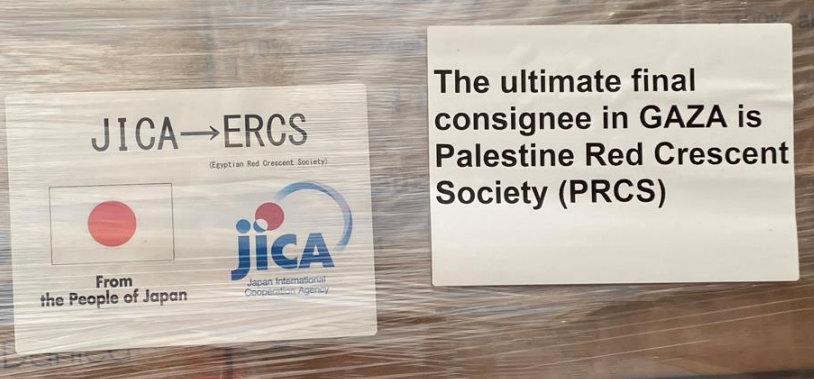 JICA→ERCS
(Egyptian Red Crescent Society)
From
the People of Japan
jicA
Japan International
Cooperation Agency
The ultimate final
consignee in GAZA is
Palestine Red Crescent
Society (PRCS)